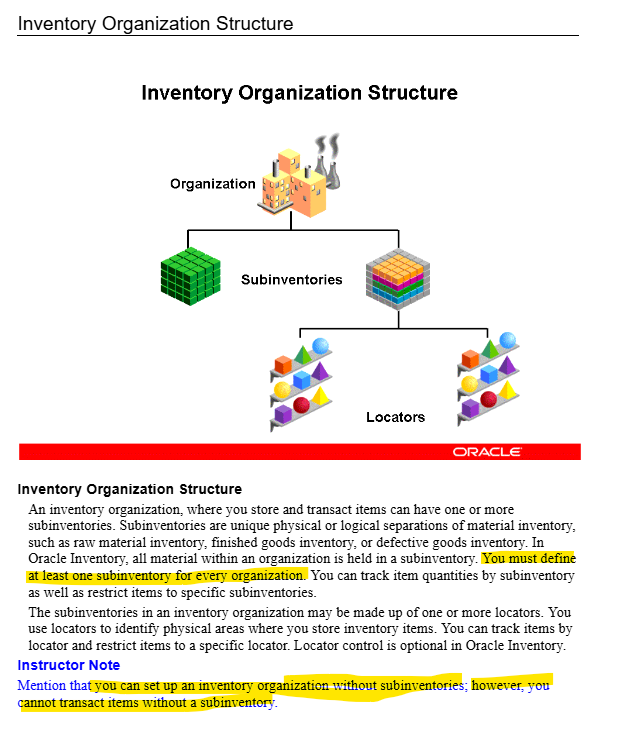 Inventory Organization Structure
Inventory Organization Structure
Organization
Subinventories
Locators
ORACLE
Inventory Organization Structure
An inventory organization, where you store and transact items can have one or more
subinventories. Subinventories are unique physical or logical separations of material inventory,
such as raw material inventory, finished goods inventory, or defective goods inventory. In
Oracle Inventory, all material within an organization is held in a subinventory. You must define
at least one subinventory for every organization. You can track item quantities by subinventory
as well as restrict items to specific subinventories.
The subinventories in an inventory organization may be made up of one or more locators. You
use locators to identify physical areas where you store inventory items. You can track items by
locator and restrict items to a specific locator. Locator control is optional in Oracle Inventory.
Instructor Note
Mention that you can set up an inventory organization without subinventories; however, you
cannot transact items without a subinventory.